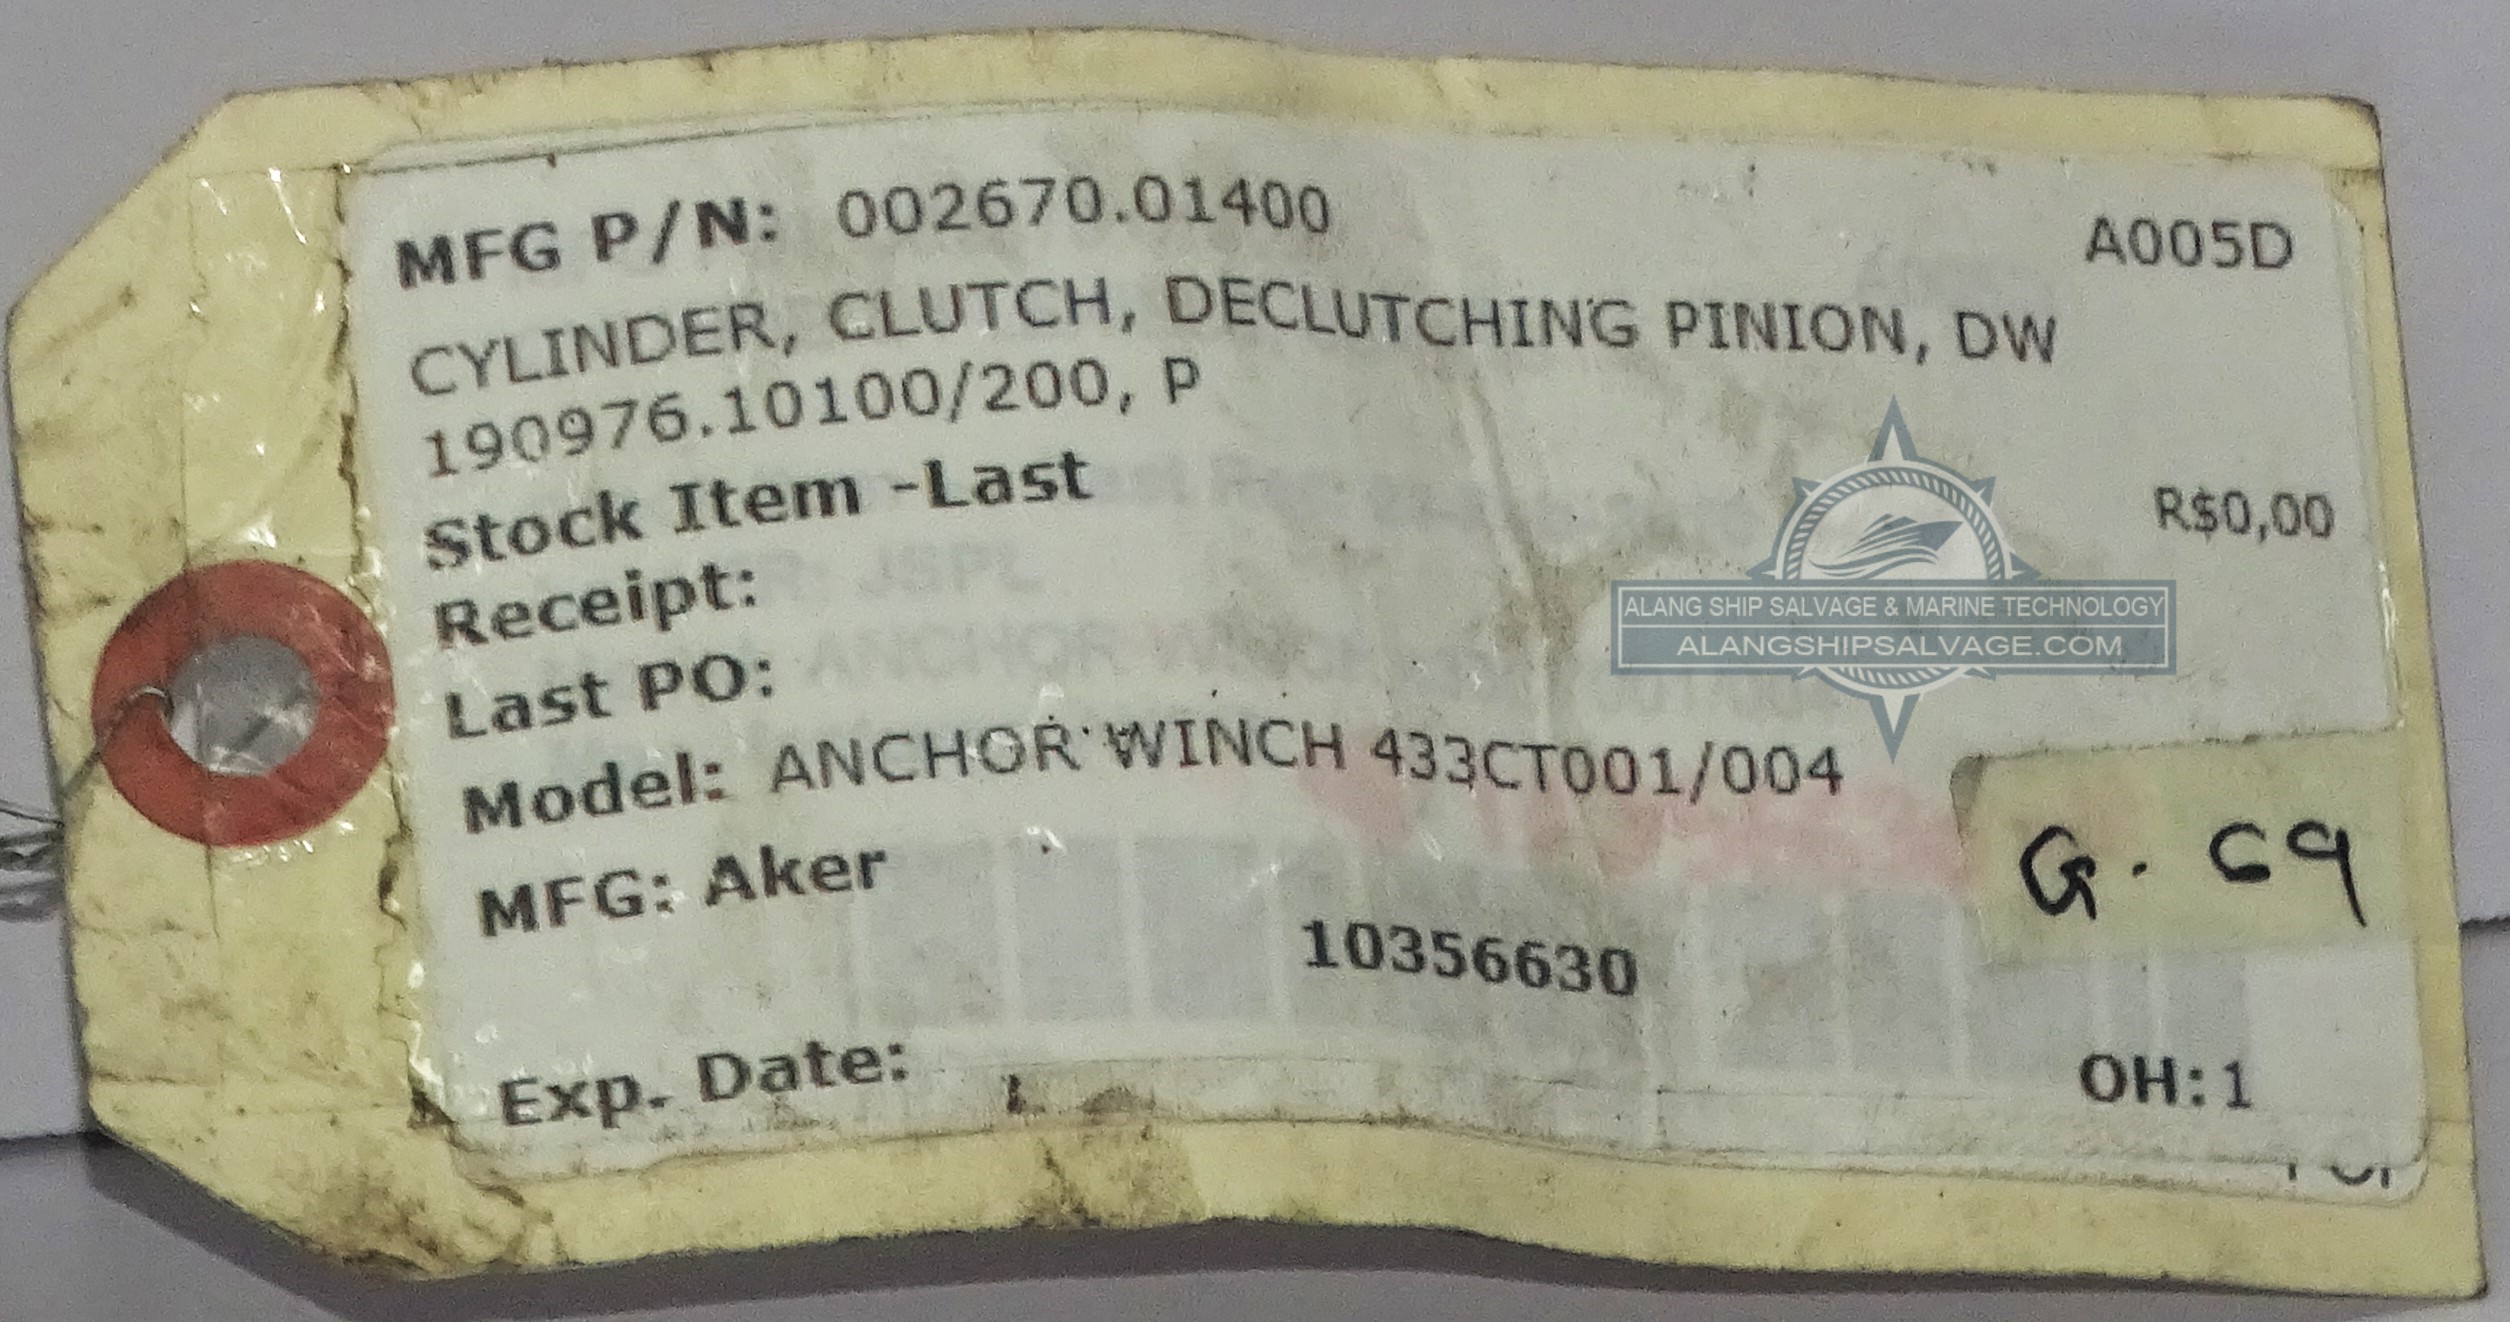 MFG P/N: 002670.01400 A005D
CYLINDER, CLUTCH, DECLUTCHING PINION, DW
190976.10100/200, P
Stock Item -Last R$0,00
Receipt:
ALANG SHIP SALVAGE & MARINE TECHNOLOGY
ALANGSHIPSALVAGE.COM
Last PO:
Model: ANCHOR WINCH 433CT001/004
MFG: Aker
G. 69
10356630
Exp. Date: OH:1